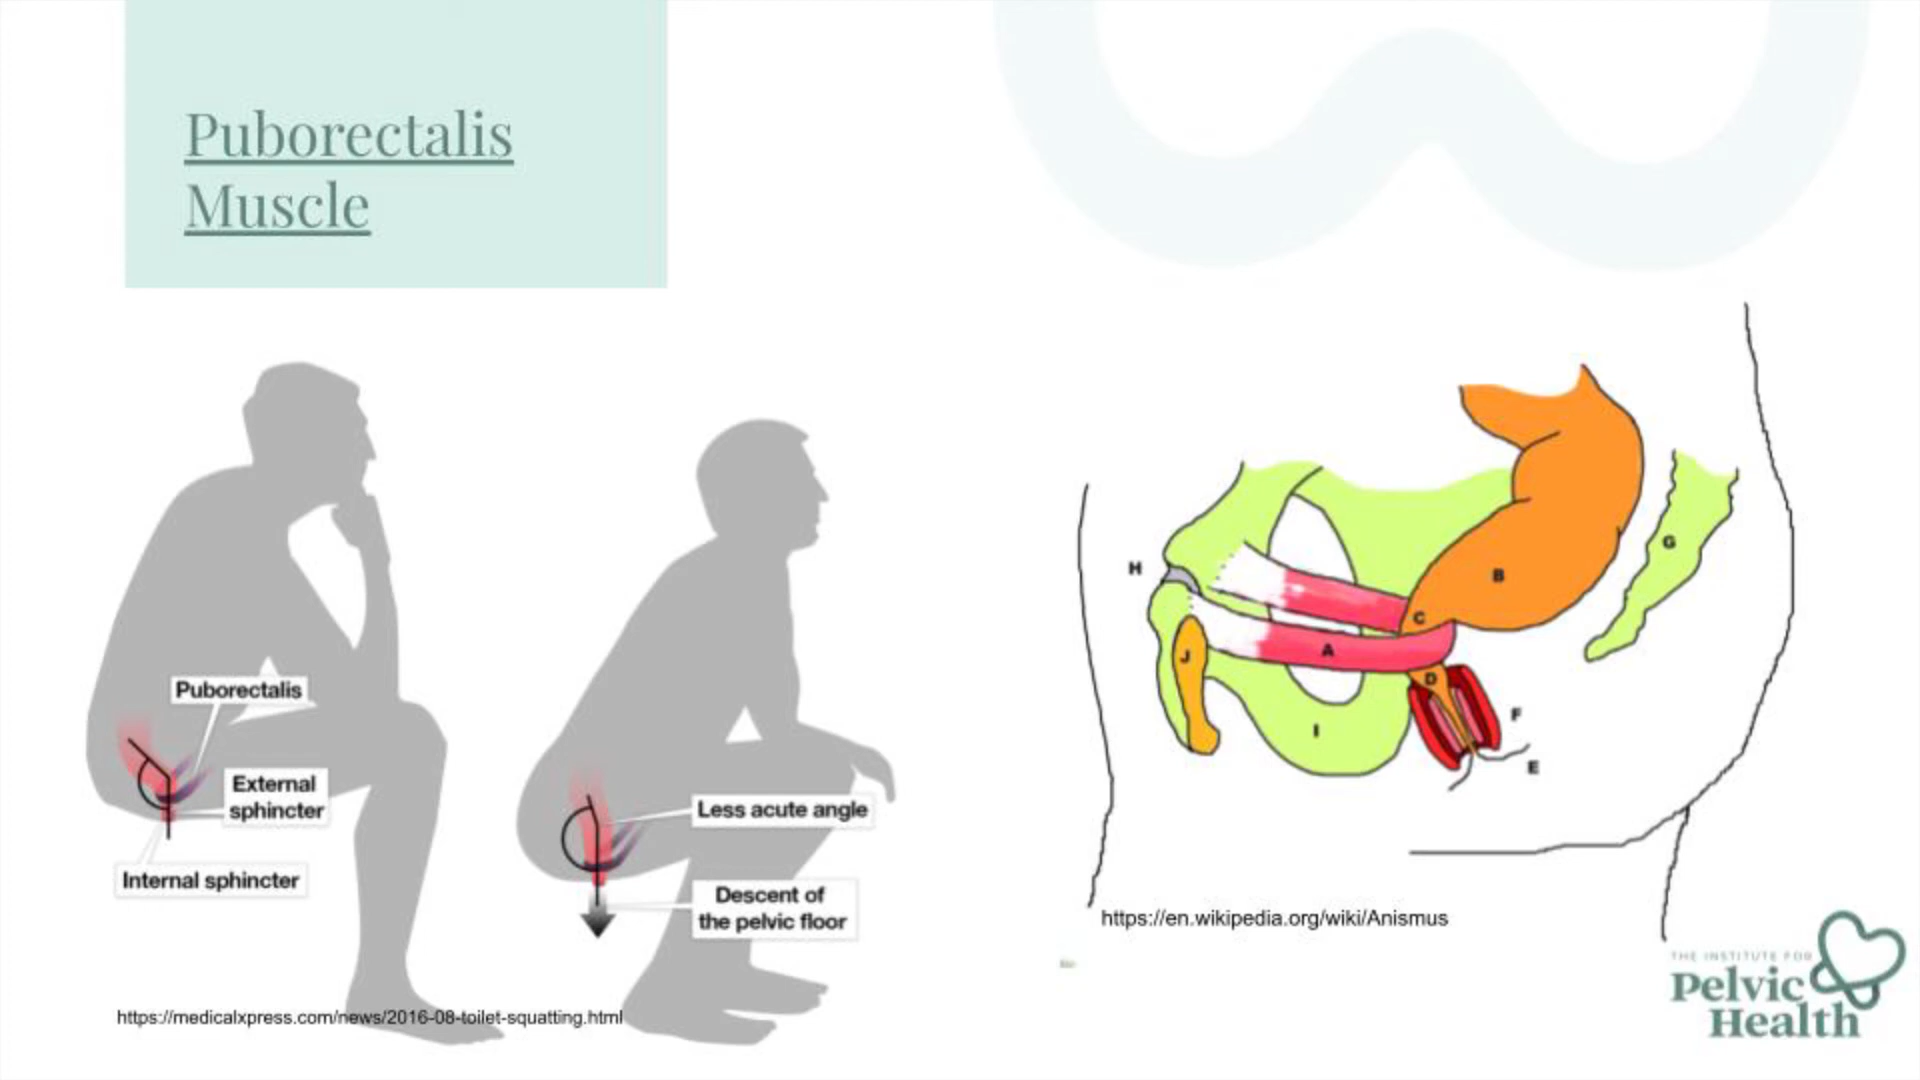 Puborectalis
Muscle
Puborectalis
External
sphincter
Internal sphincter
Less acute angle
Descent of
the pelvic floor
https://medicalxpress.com/news/2016-08-toilet-squatting.html
H
G
B
C
A
J
D
F
I
E
https://en.wikipedia.org/wiki/Anismus
THE INSTITUTE FOR
Pelvic
Health